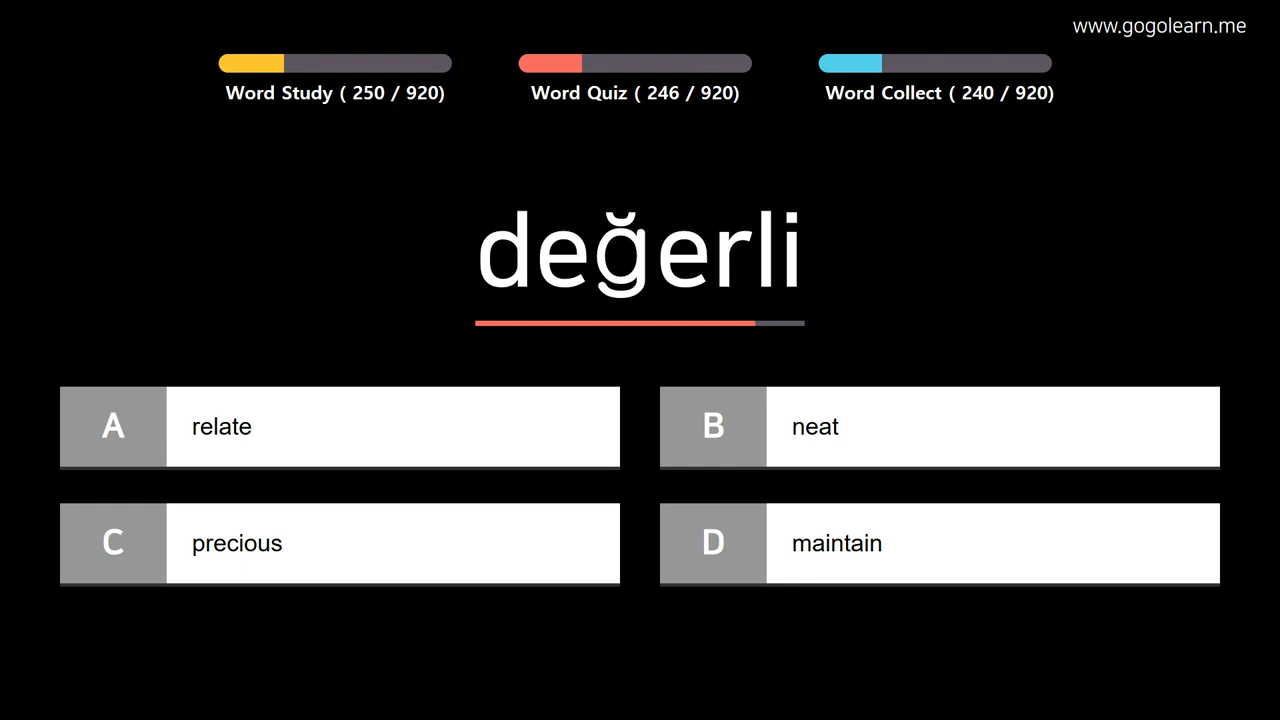 www.gogolearn.me
Word Study ( 250 / 920)
Word Quiz ( 246 / 920)
Word Collect ( 240 / 920)
değerli
A
relate
B
neat
C
precious
D
maintain